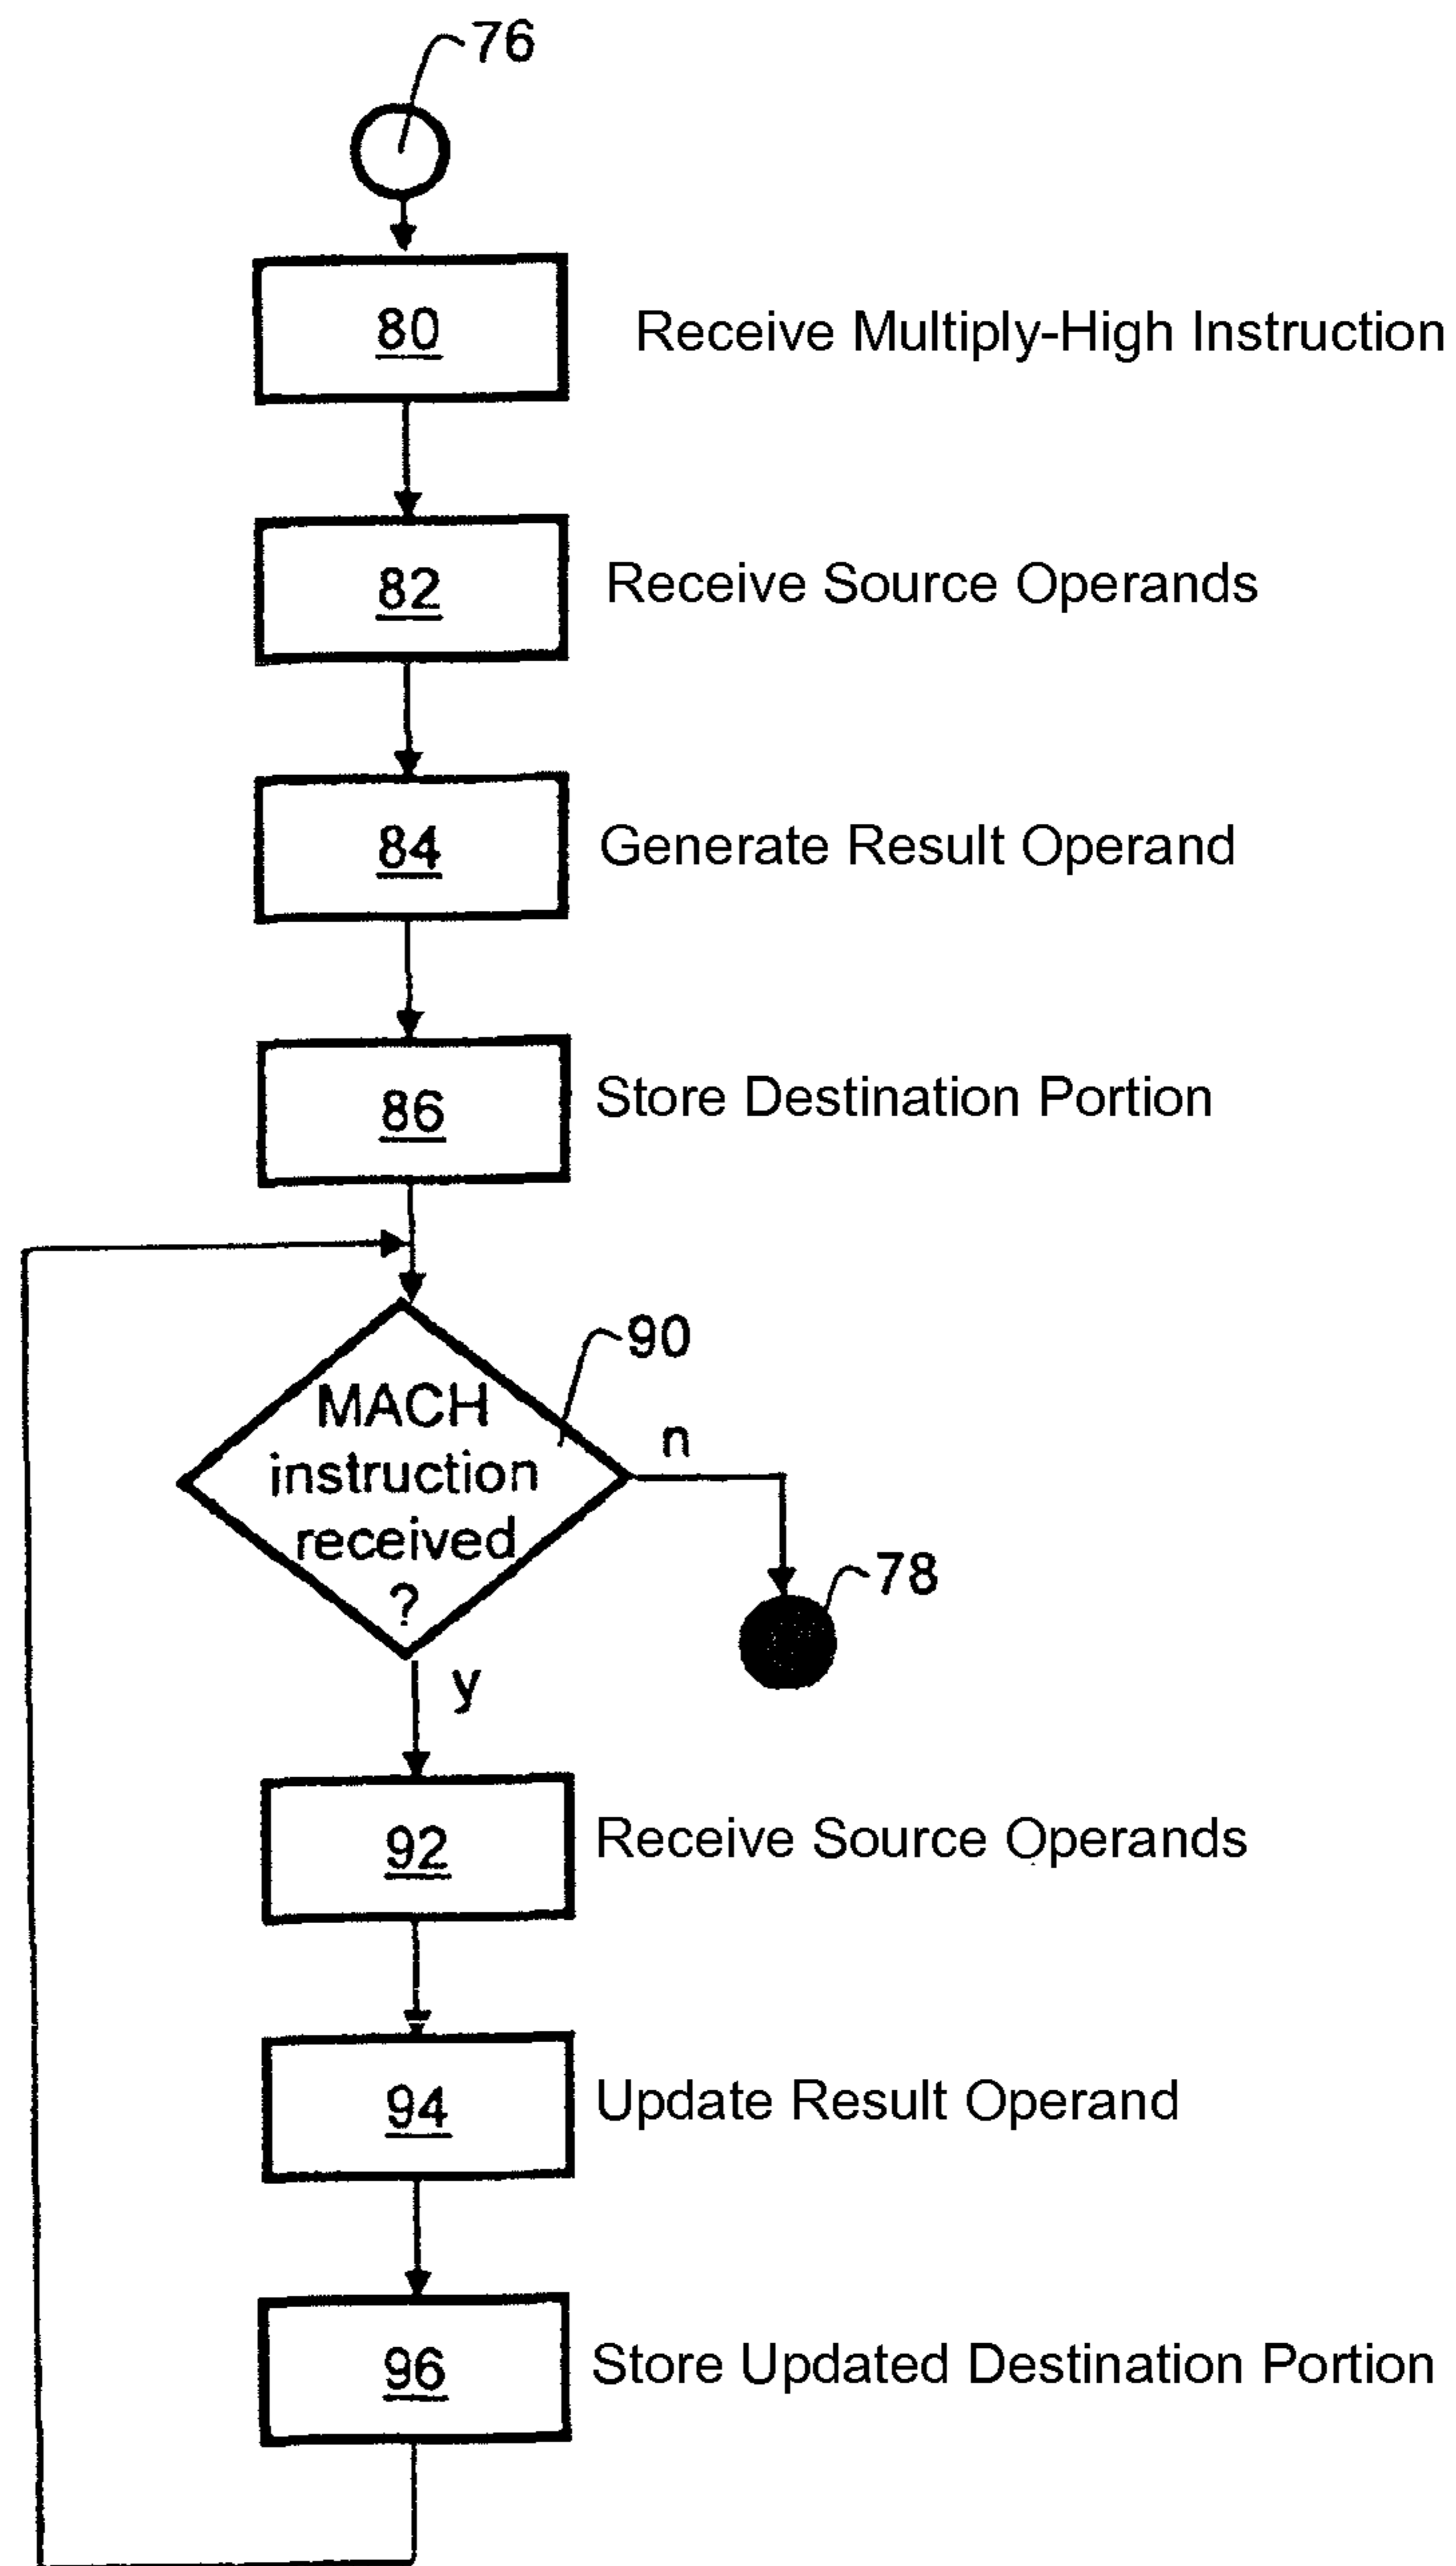 76
80 Receive Multiply-High Instruction
82 Receive Source Operands
84 Generate Result Operand
86 Store Destination Portion
90
MACH
instruction
received
?
n
78
y
92 Receive Source Operands
94 Update Result Operand
96 Store Updated Destination Portion